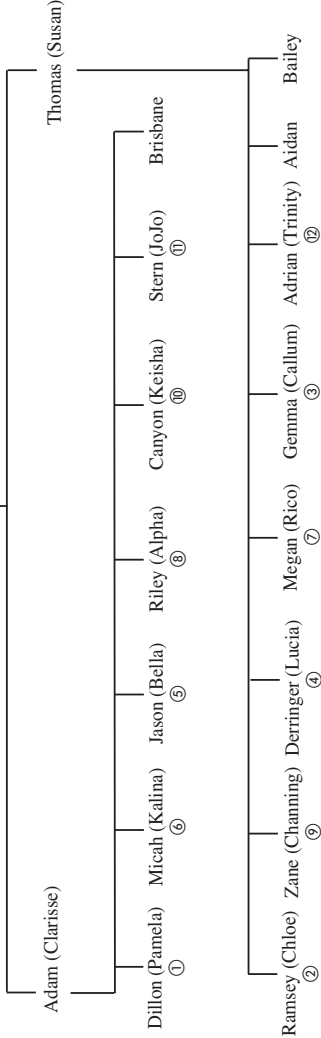 Adam (Clarisse)
Thomas (Susan)
Dillon (Pamela)
①
Micah (Kalina)
⑥
Jason (Bella)
⑤
Riley (Alpha)
⑧
Canyon (Keisha)
⑩
Stern (JoJo)
⑪
Brisbane
Ramsey (Chloe)
②
Zane (Channing)
⑨
Derringer (Lucia)
④
Megan (Rico)
⑦
Gemma (Callum)
③
Adrian (Trinity)
⑫
Aidan
Bailey